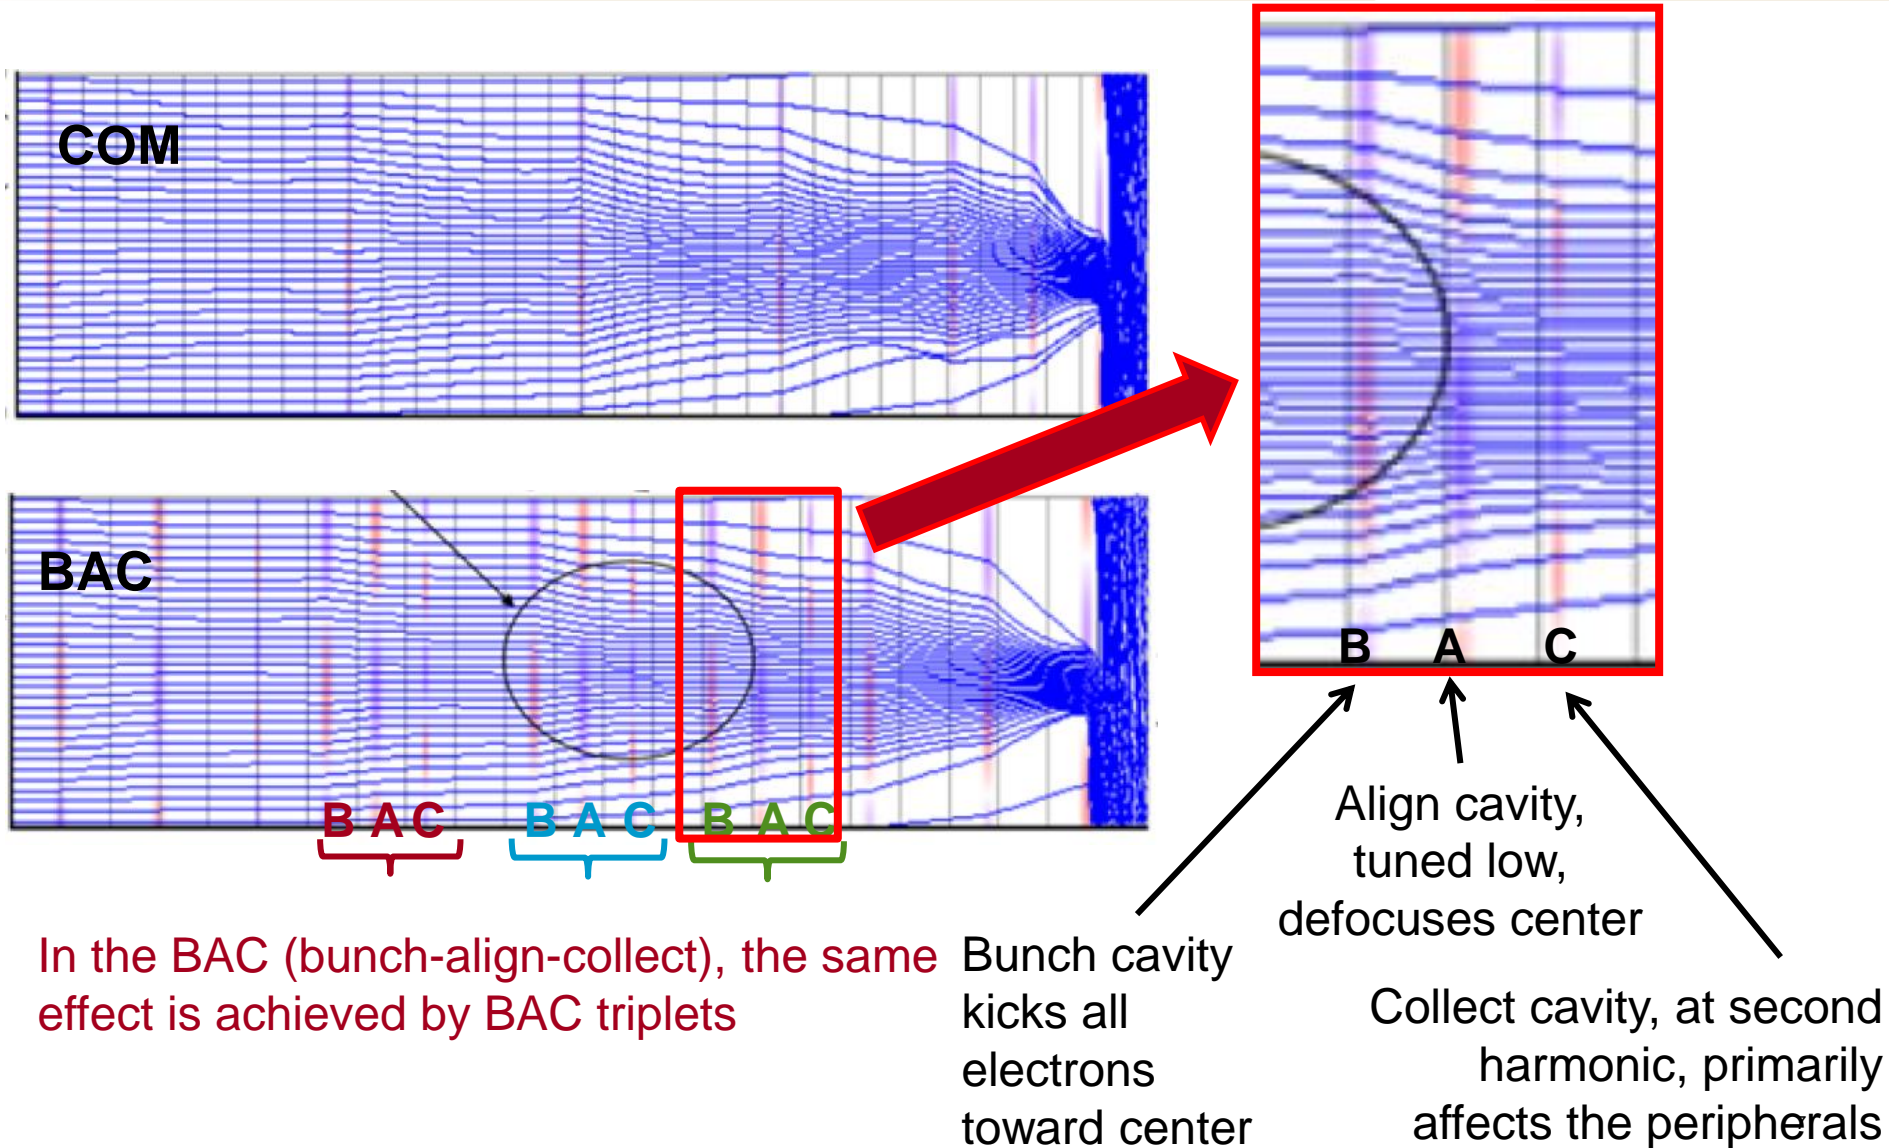 COM
BAC
B A C
B A C
B A C
B A C
In the BAC (bunch-align-collect), the same
effect is achieved by BAC triplets
Bunch cavity
kicks all
electrons
toward center
Align cavity,
tuned low,
defocuses center
Collect cavity, at second
harmonic, primarily
affects the peripherals